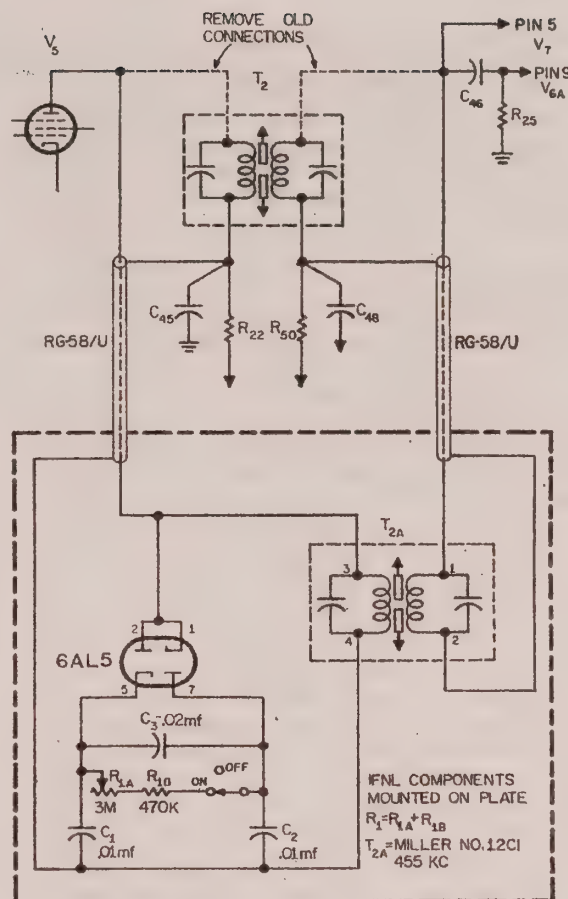 REMOVE OLD
CONNECTIONS
V5
T2
PIN 5
V7
PIN 9
V6A
C46
R25
C45
R22
R50
C48
RG-58/U
RG-58/U
T2A
3
1
4
2
2
1
6AL5
5
7
C3-.02mf
R1A
R1B
ON
OFF
3M
470K
C1
.01mf
C2
.01mf
IFNL COMPONENTS
MOUNTED ON PLATE
R1=R1A+R1B
T2A=MILLER NO.12C1
455 KC